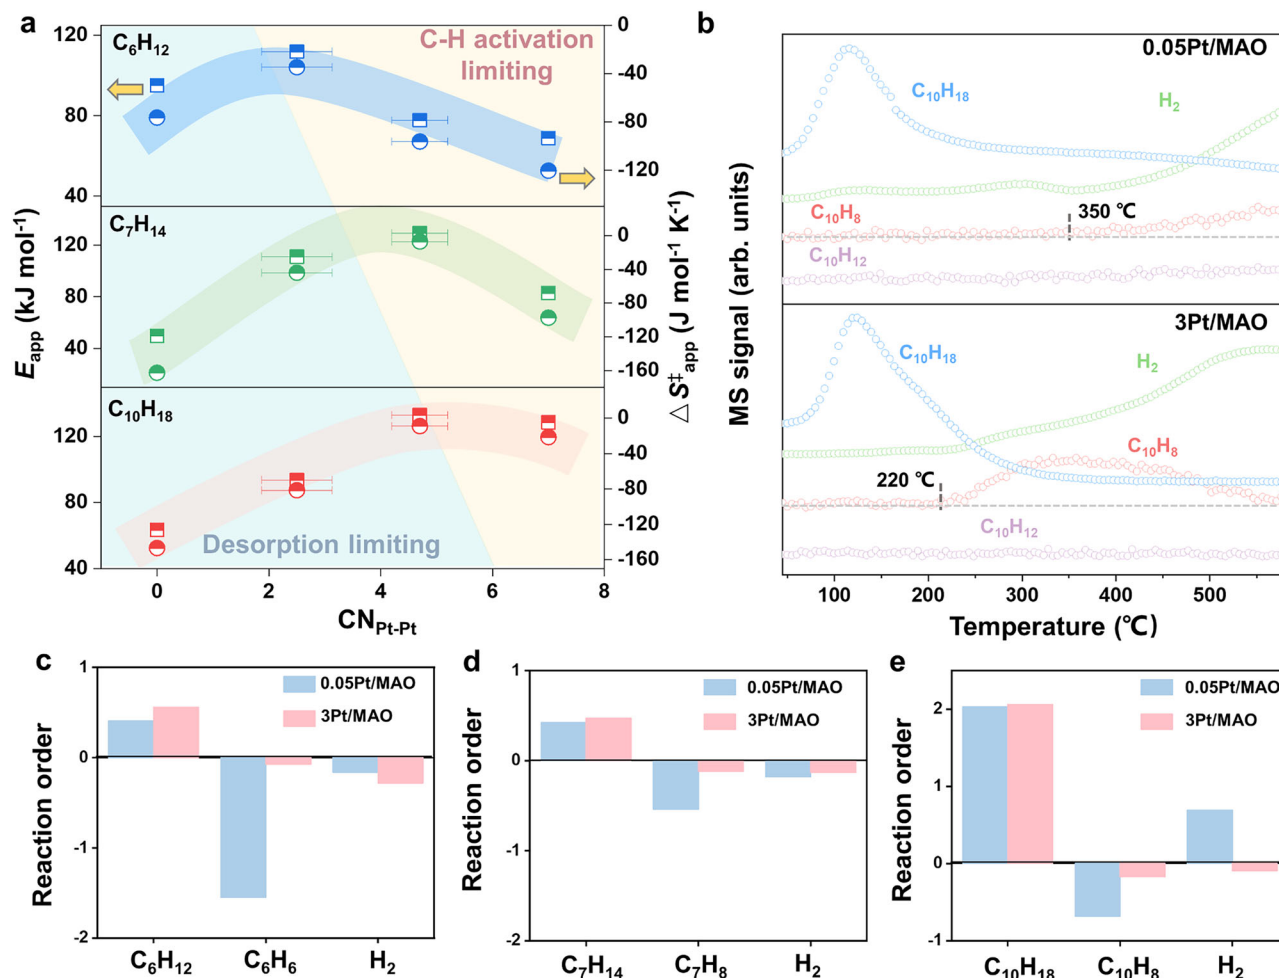 a
C₆H₁₂
C-H activation
limiting
120
80
40
0
-40
-80
-120
C₇H₁₄
120
80
40
0
-40
-80
-120
-160
C₁₀H₁₈
Desorption limiting
120
80
40
0
-40
-80
-120
-160
0 2 4 6 8
CN_Pt-Pt
E_app (kJ mol⁻¹)
△S‡_app (J mol⁻¹ K⁻¹)
b
0.05Pt/MAO
C₁₀H₁₈
H₂
C₁₀H₈
350 ℃
C₁₀H₁₂
3Pt/MAO
C₁₀H₁₈
H₂
C₁₀H₈
220 ℃
C₁₀H₁₂
MS signal (arb. units)
100 200 300 400 500
Temperature (℃)
c
0.05Pt/MAO
3Pt/MAO
Reaction order
1
0
-1
-2
C₆H₁₂ C₆H₆ H₂
d
0.05Pt/MAO
3Pt/MAO
Reaction order
1
0
-1
-2
C₇H₁₄ C₇H₈ H₂
e
0.05Pt/MAO
3Pt/MAO
Reaction order
2
1
0
-1
C₁₀H₁₈ C₁₀H₈ H₂